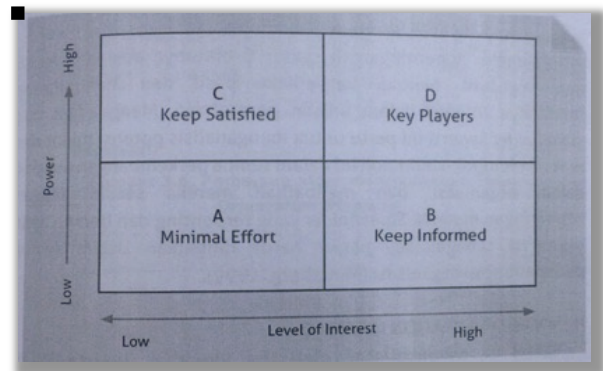 High
Power
Low
C
Keep Satisfied
D
Key Players
A
Minimal Effort
B
Keep Informed
Low
Level of Interest
High